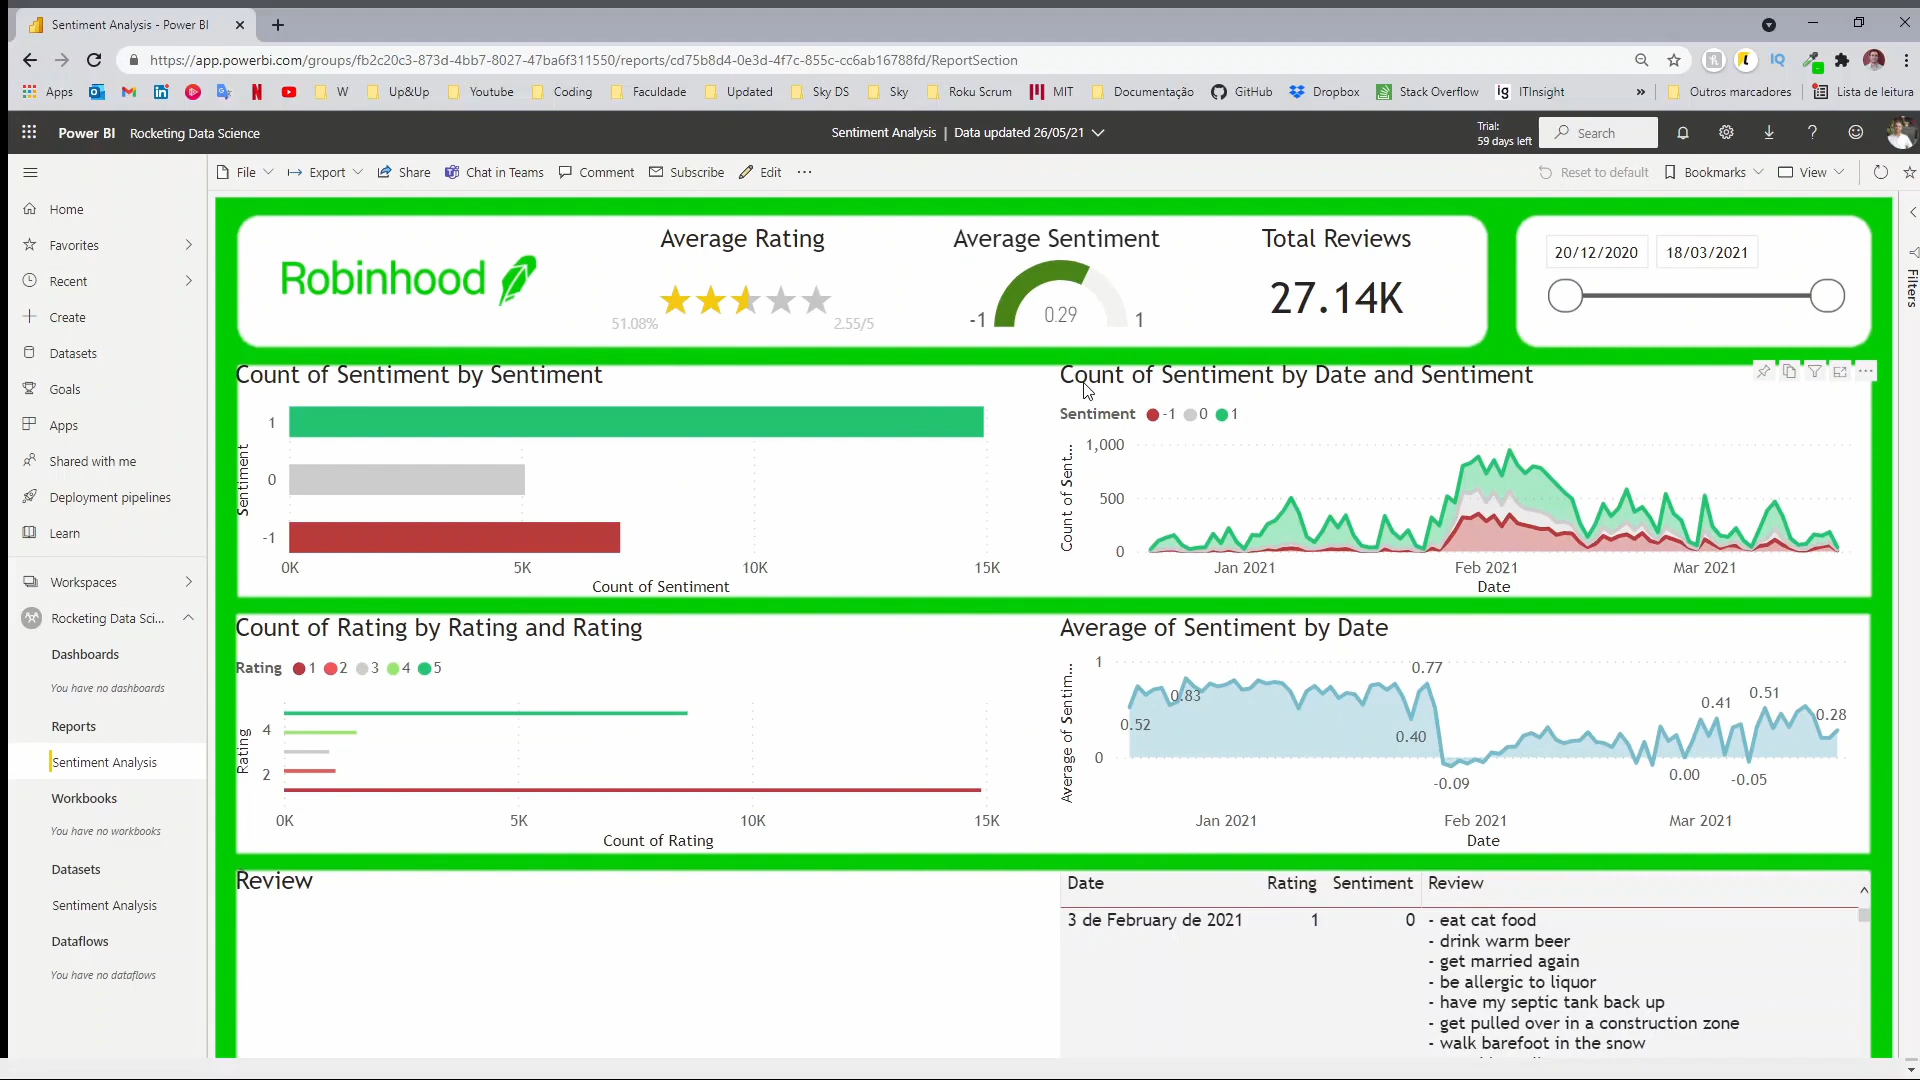 Sentiment Analysis - Power BI
https://app.powerbi.com/groups/fb2c20c3-873d-4bb7-8027-47ba6f311550/reports/cd75b8d4-0e3d-4f7c-855c-cc6ab16788fd/ReportSection
Apps W Up&Up Youtube Coding Faculdade Updated Sky DS Sky Roku Scrum MIT Documentação GitHub Dropbox Stack Overflow ITInsight » Outros marcadores Lista de leitura
Power BI Rocketing Data Science Sentiment Analysis | Data updated 26/05/21 Trial: 59 days left Search
File Export Share Chat in Teams Comment Subscribe Edit ... Reset to default Bookmarks View
Home
Favorites
Recent
Create
Datasets
Goals
Apps
Shared with me
Deployment pipelines
Learn
Workspaces
Rocketing Data Sci...
Dashboards
You have no dashboards
Reports
Sentiment Analysis
Workbooks
You have no workbooks
Datasets
Sentiment Analysis
Dataflows
You have no dataflows
Robinhood
Average Rating
51.08% 2.55/5
Average Sentiment
-1 0.29 1
Total Reviews
27.14K
20/12/2020 18/03/2021
Filters
Count of Sentiment by Sentiment
Sentiment
1
0
-1
0K 5K 10K 15K
Count of Sentiment
Count of Sentiment by Date and Sentiment
Sentiment -1 0 1
Count of Sent...
1,000
500
0
Jan 2021 Feb 2021 Mar 2021
Date
Count of Rating by Rating and Rating
Rating 1 2 3 4 5
Rating
4
2
0K 5K 10K 15K
Count of Rating
Average of Sentiment by Date
Average of Sentim...
1
0
0.52 0.83 0.40 0.77 -0.09 0.00 0.41 -0.05 0.51 0.28
Jan 2021 Feb 2021 Mar 2021
Date
Review
Date Rating Sentiment Review
3 de February de 2021 1 0 - eat cat food
- drink warm beer
- get married again
- be allergic to liquor
- have my septic tank back up
- get pulled over in a construction zone
- walk barefoot in the snow